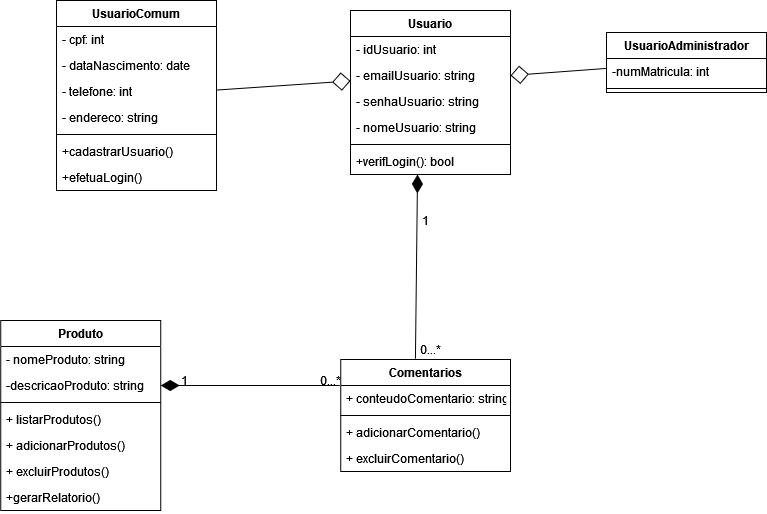 UsuarioComum
- cpf: int
- dataNascimento: date
- telefone: int
- endereco: string
+cadastrarUsuario()
+efetuaLogin()
Usuario
- idUsuario: int
- emailUsuario: string
- senhaUsuario: string
- nomeUsuario: string
+verifLogin(): bool
UsuarioAdministrador
-numMatricula: int
1
0...*
Produto
- nomeProduto: string
-descricaoProduto: string
+ listarProdutos()
+ adicionarProdutos()
+ excluirProdutos()
+gerarRelatorio()
1
0...*
Comentarios
+ conteudoComentario: string
+ adicionarComentario()
+ excluirComentario()